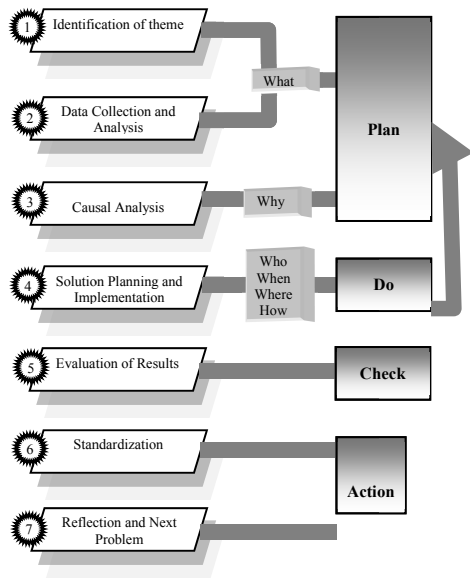 1
Identification of theme
What
2
Data Collection and
Analysis
Plan
3
Causal Analysis
Why
4
Solution Planning and
Implementation
Who
When
Where
How
Do
5
Evaluation of Results
Check
6
Standardization
Action
7
Reflection and Next
Problem